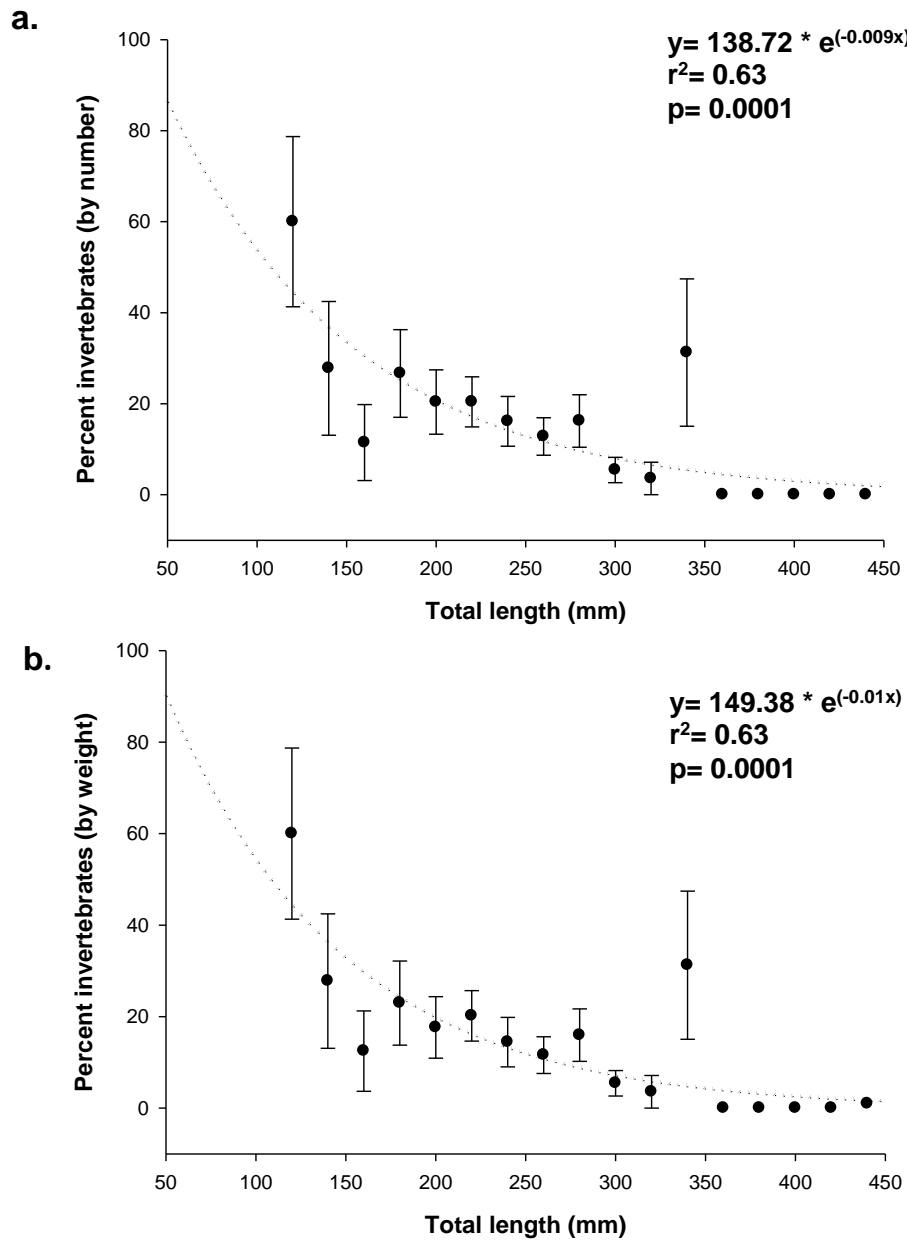 a.
y= 138.72 * e(-0.009x)
r²= 0.63
p= 0.0001
Percent invertebrates (by number)
100
80
60
40
20
0
50 100 150 200 250 300 350 400 450
Total length (mm)
b.
y= 149.38 * e(-0.01x)
r²= 0.63
p= 0.0001
Percent invertebrates (by weight)
100
80
60
40
20
0
50 100 150 200 250 300 350 400 450
Total length (mm)